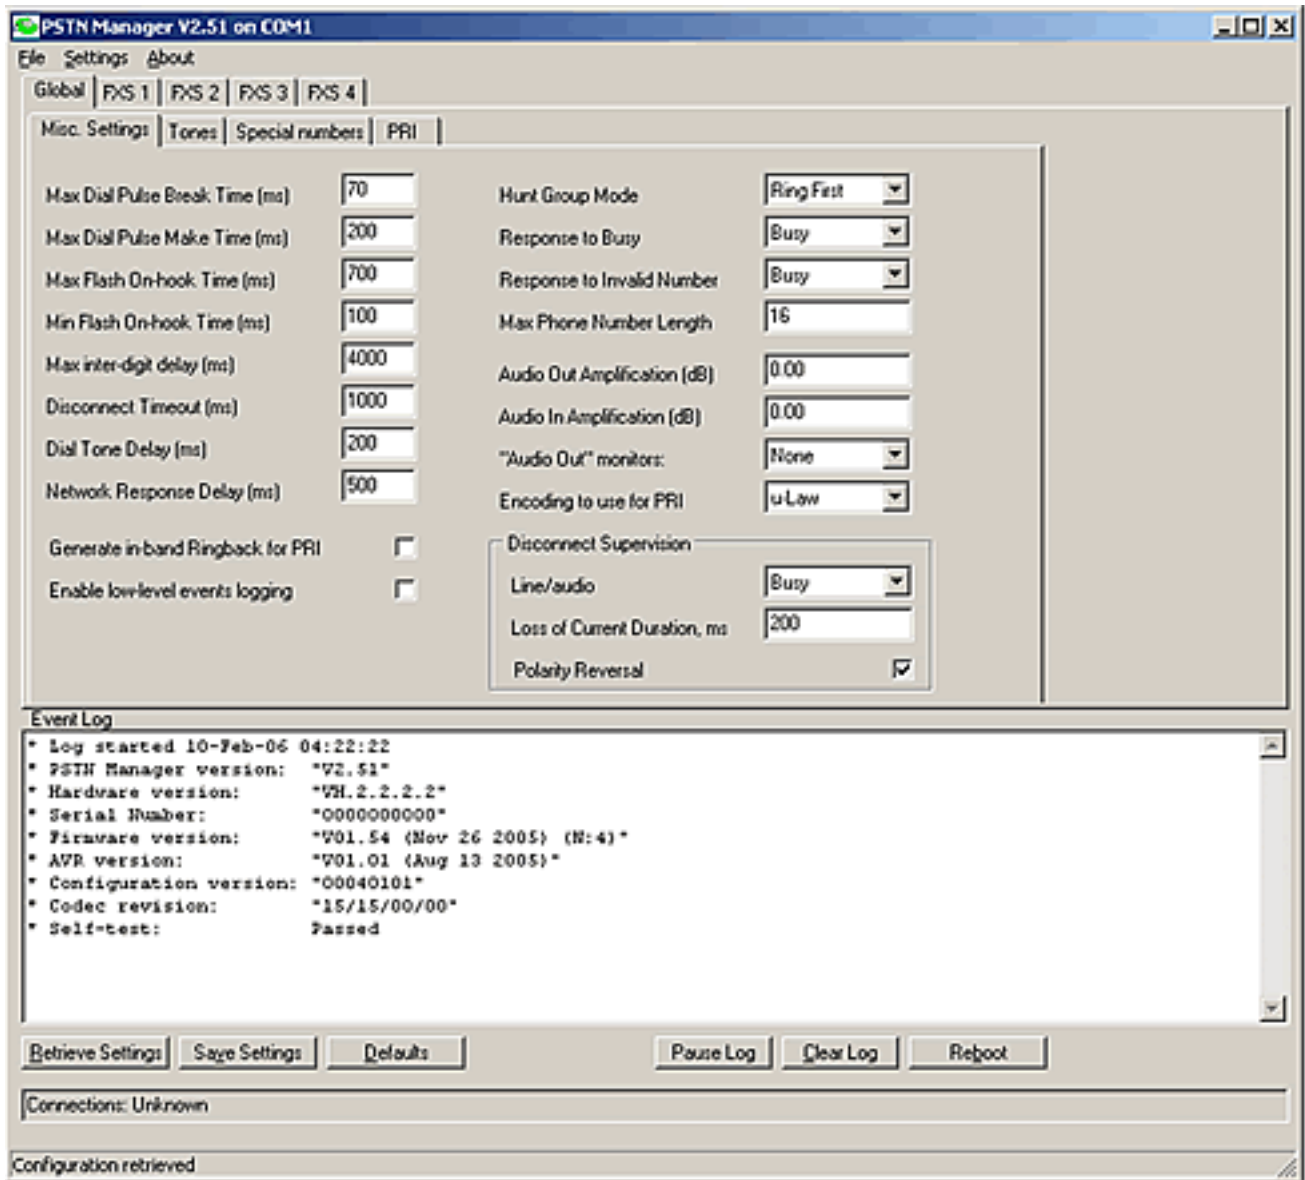 PSTN Manager V2.51 on COM1
File Settings About
Global FXS 1 FXS 2 FXS 3 FXS 4
Misc. Settings Tones Special numbers PRI
Max Dial Pulse Break Time (ms) 70
Max Dial Pulse Make Time (ms) 200
Max Flash On-hook Time (ms) 700
Min Flash On-hook Time (ms) 100
Max inter-digit delay (ms) 4000
Disconnect Timeout (ms) 1000
Dial Tone Delay (ms) 200
Network Response Delay (ms) 500
Generate in-band Ringback for PRI
Enable low-level events logging
Hunt Group Mode Ring First
Response to Busy Busy
Response to Invalid Number Busy
Max Phone Number Length 16
Audio Out Amplification (dB) 0.00
Audio In Amplification (dB) 0.00
"Audio Out" monitors: None
Encoding to use for PRI u-Law
Disconnect Supervision
Line/audio Busy
Loss of Current Duration, ms 200
Polarity Reversal
Event Log
* Log started 10-Feb-06 04:22:22
* PSTN Manager version: "V2.51"
* Hardware version: "VH.2.2.2.2"
* Serial Number: "0000000000"
* Firmware version: "V01.54 (Nov 26 2005) (N:4)"
* AVR version: "V01.01 (Aug 13 2005)"
* Configuration version: "00040101"
* Codec revision: "15/15/00/00"
* Self-test: Passed
Retrieve Settings Save Settings Defaults Pause Log Clear Log Reboot
Connections: Unknown
Configuration retrieved